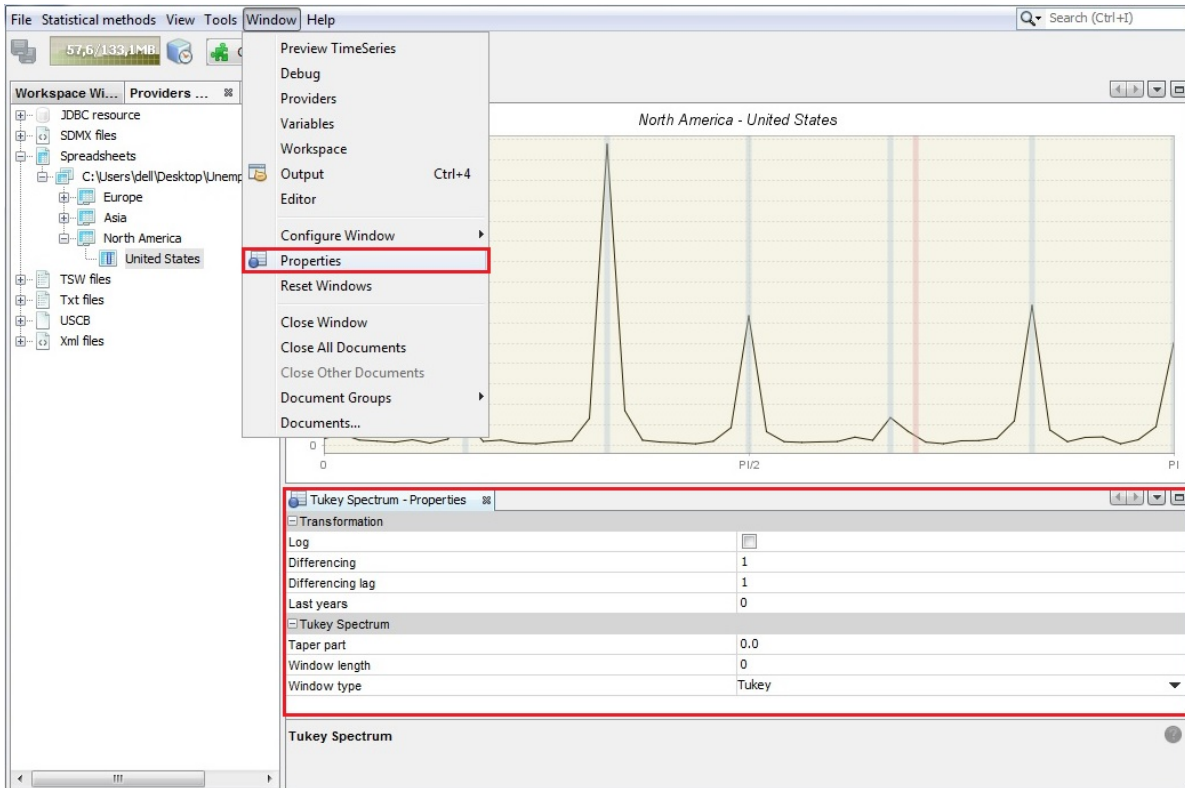 File Statistical methods View Tools Window Help
Search (Ctrl+I)
57,6/133,1MB
Workspace Wi... Providers ...
JDBC resource
SDMX files
Spreadsheets
C:\Users\dell\Desktop\Unemp
Europe
Asia
North America
United States
TSW files
Txt files
USCB
Xml files
Preview TimeSeries
Debug
Providers
Variables
Workspace
Output Ctrl+4
Editor
Configure Window
Properties
Reset Windows
Close Window
Close All Documents
Close Other Documents
Document Groups
Documents...
North America - United States
0
0 PI/2 PI
Tukey Spectrum - Properties
Transformation
Log
Differencing 1
Differencing lag 1
Last years 0
Tukey Spectrum
Taper part 0.0
Window length 0
Window type Tukey
Tukey Spectrum